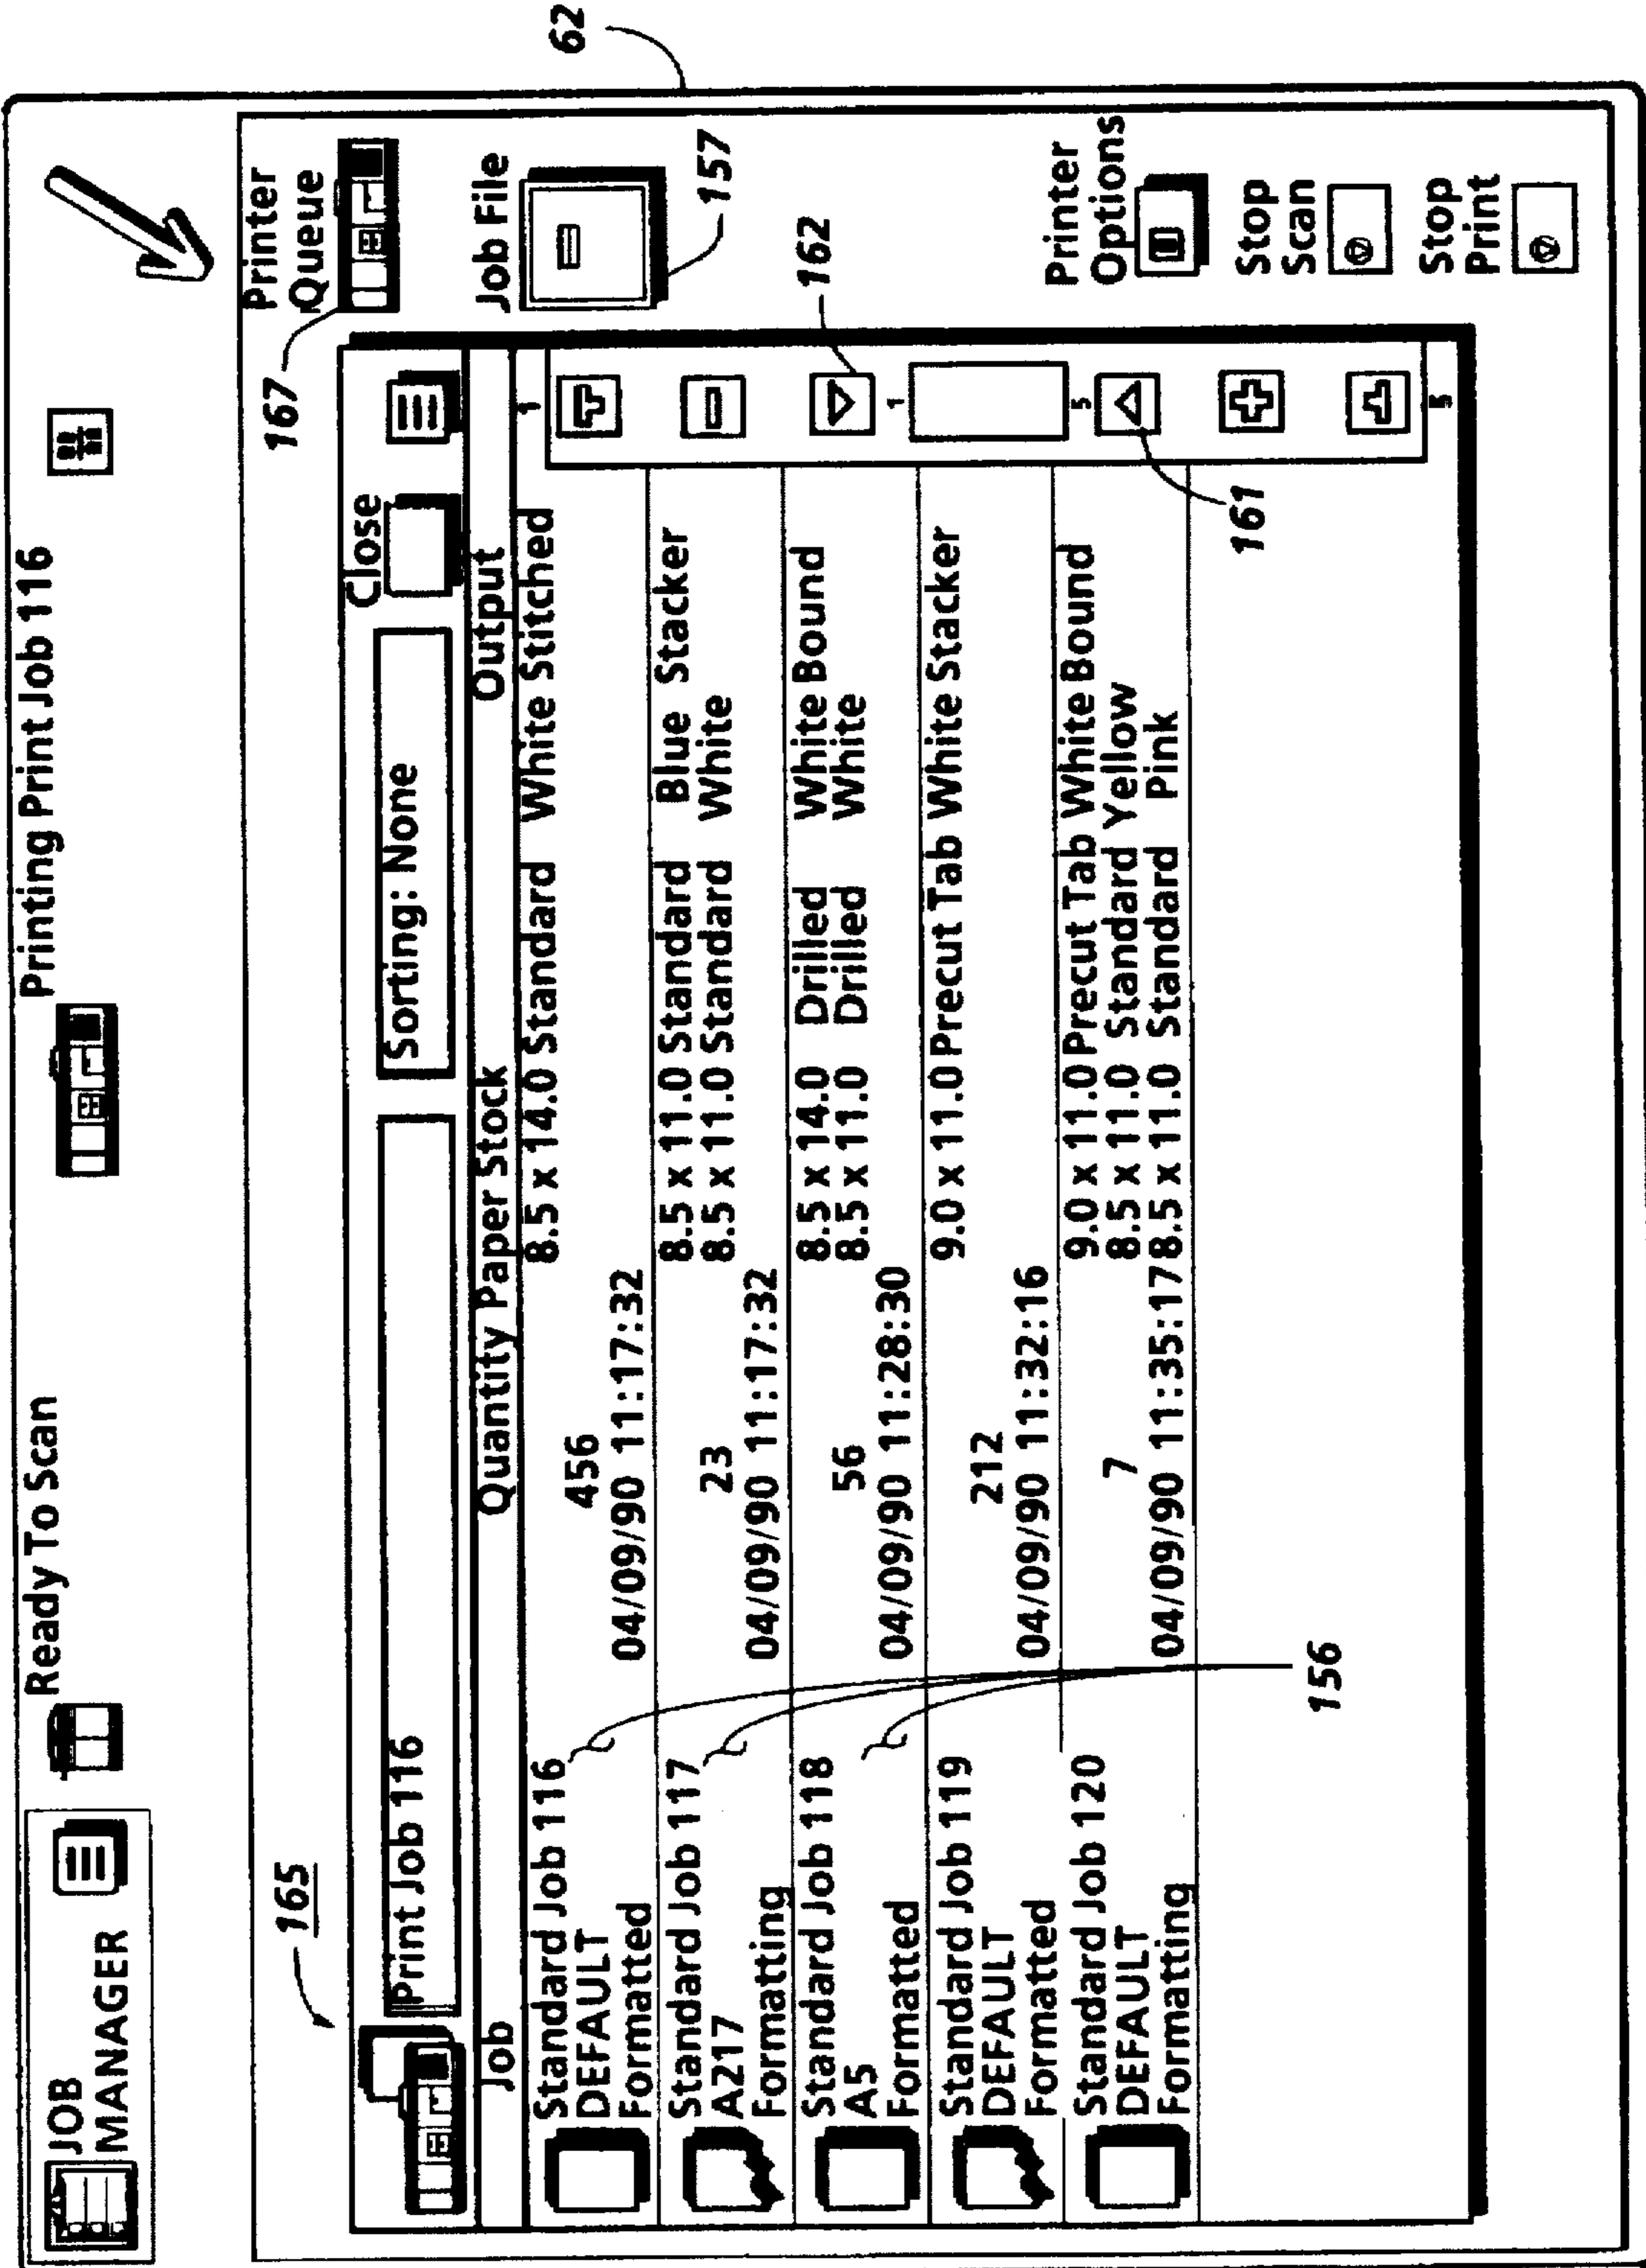 JOB
MANAGER
Ready To Scan
Printing Print Job 116
62
165
167
Printer
Queue
Print Job 116
Sorting: None
Close
Job
Quantity Paper Stock
Output
Job File
157
1
Standard Job 116
8.5 x 14.0 Standard White Stitched
DEFAULT
456
Formatted
04/09/90 11:17:32
Standard Job 117
8.5 x 11.0 Standard Blue Stacker
A217
23
8.5 x 11.0 Standard White
Formatting
04/09/90 11:17:32
162
Standard Job 118
8.5 x 14.0 Drilled White Bound
A5
56
8.5 x 11.0 Drilled White
Formatted
04/09/90 11:28:30
1
Standard Job 119
9.0 x 11.0 Precut Tab White Stacker
DEFAULT
212
Formatted
04/09/90 11:32:16
5
Standard Job 120
9.0 x 11.0 Precut Tab White Bound
DEFAULT
7
8.5 x 11.0 Standard Yellow
Formatting
04/09/90 11:35:17 8.5 x 11.0 Standard Pink
161
156
5
Printer
Options
Stop
Scan
Stop
Print